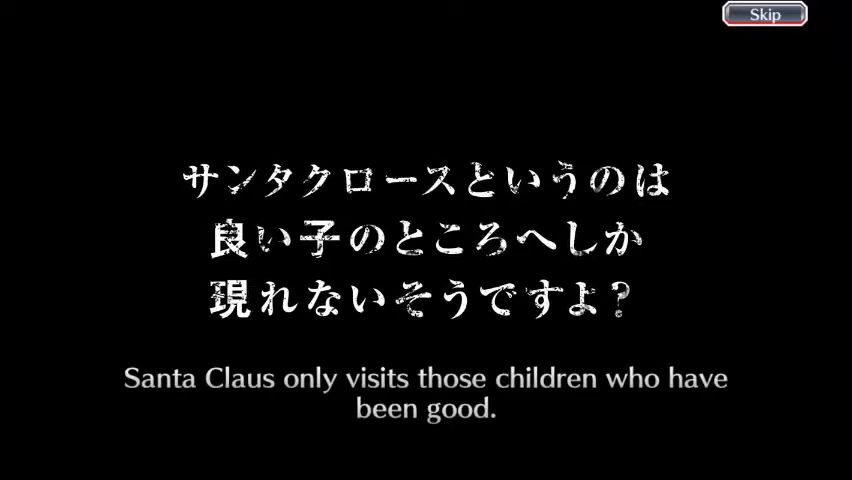 Skip
サンタクロースというのは
良い子のところへしか
現れないそうですよ？
Santa Claus only visits those children who have
been good.